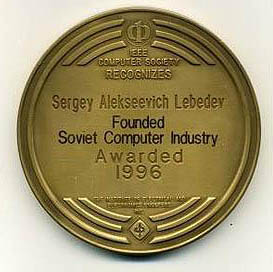 IEEE
COMPUTER SOCIETY
RECOGNIZES
Sergey Alekseevich Lebedev
Founded
Soviet Computer Industry
Awarded
1996